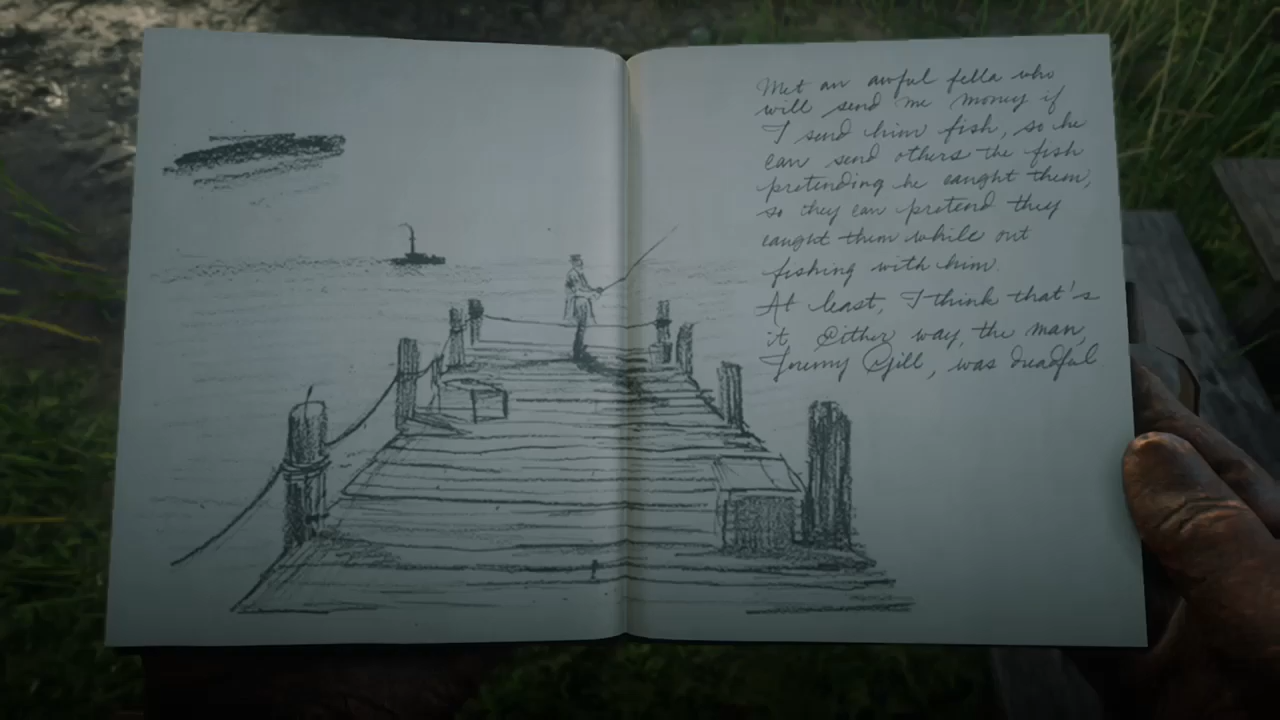 Met an awful fella who
will send me money if
I send him fish, so he
can send others the fish
pretending he caught them,
so they can pretend they
caught them while out
fishing with him.
At least, I think that's
it. Either way, the man,
Jeremy Gill, was dreadful